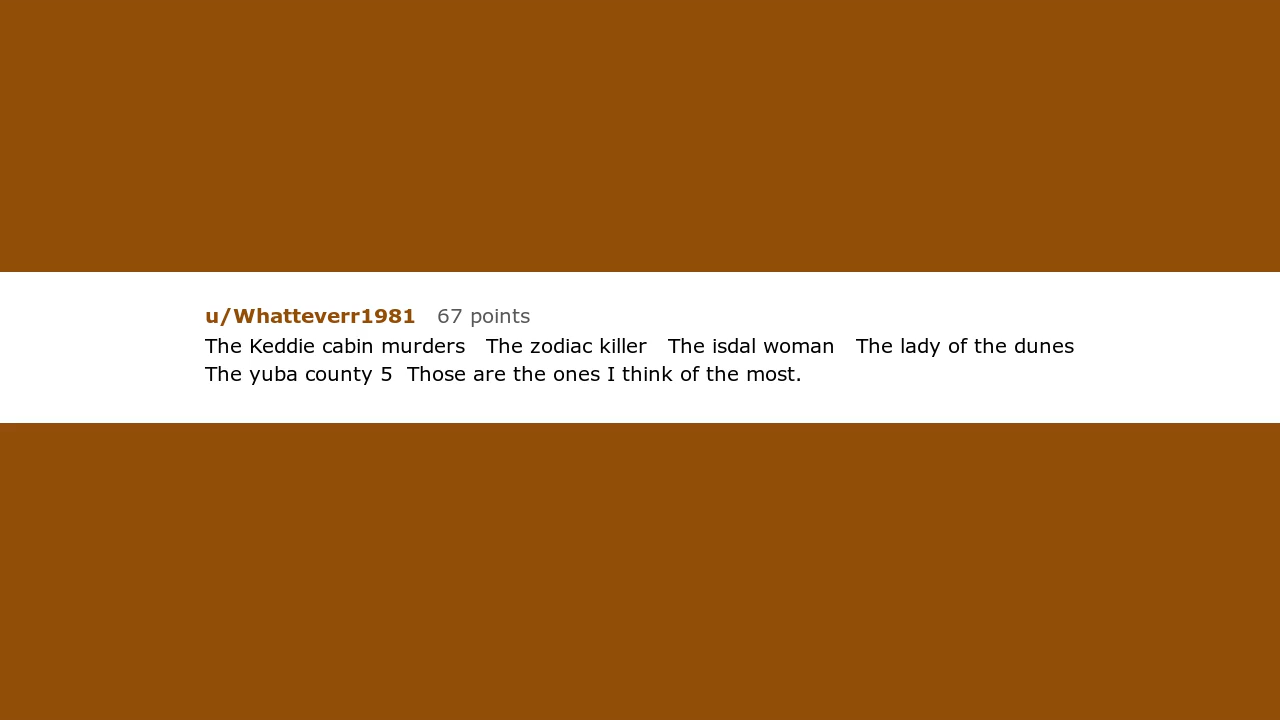 u/Whatteverr1981   67 points
The Keddie cabin murders   The zodiac killer   The isdal woman   The lady of the dunes
The yuba county 5  Those are the ones I think of the most.